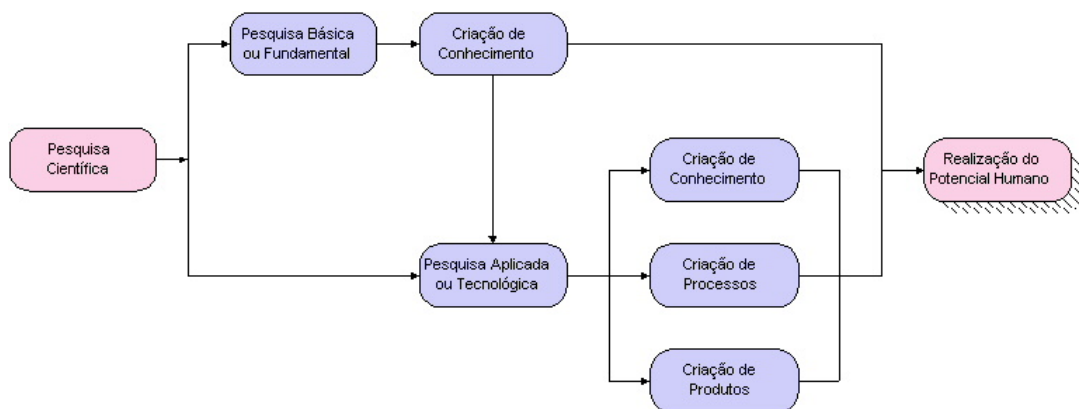 Pesquisa Básica
ou Fundamental
Criação de
Conhecimento
Pesquisa
Científica
Criação de
Conhecimento
Realização do
Potencial Humano
Pesquisa Aplicada
ou Tecnológica
Criação de
Processos
Criação de
Produtos